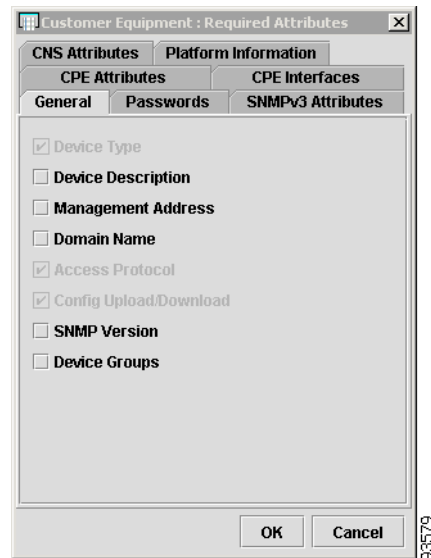 Customer Equipment : Required Attributes
CNS Attributes Platform Information
CPE Attributes CPE Interfaces
General Passwords SNMPv3 Attributes
Device Type
Device Description
Management Address
Domain Name
Access Protocol
Config Upload/Download
SNMP Version
Device Groups
OK Cancel
93579